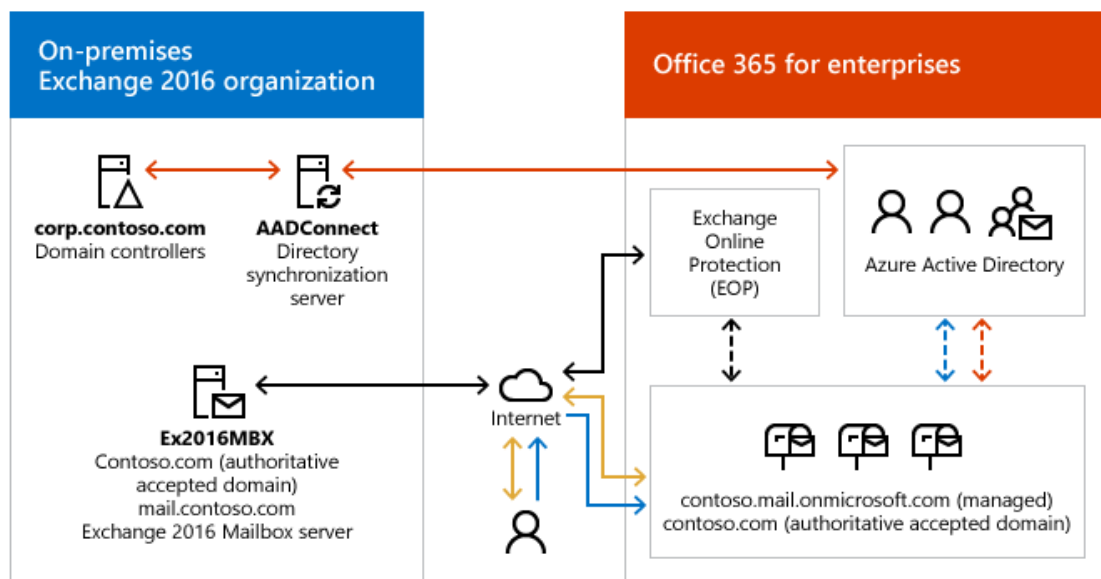 On-premises
Exchange 2016 organization
Office 365 for enterprises
corp.contoso.com
Domain controllers
AADConnect
Directory
synchronization
server
Exchange
Online
Protection
(EOP)
Azure Active Directory
Internet
Ex2016MBX
Contoso.com (authoritative
accepted domain)
mail.contoso.com
Exchange 2016 Mailbox server
contoso.mail.onmicrosoft.com (managed)
contoso.com (authoritative accepted domain)